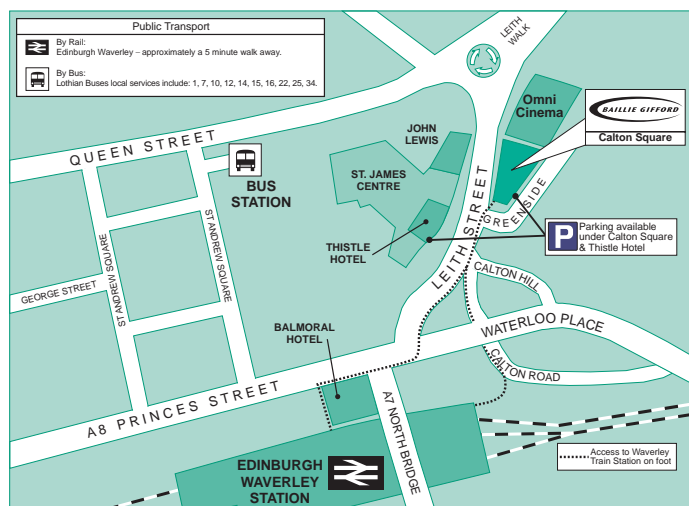 Public Transport
By Rail:
Edinburgh Waverley – approximately a 5 minute walk away.
By Bus:
Lothian Buses local services include: 1, 7, 10, 12, 14, 15, 16, 22, 25, 34.
LEITH
WALK
Omni
Cinema
BAILLIE GIFFORD
Calton Square
JOHN
LEWIS
QUEEN STREET
BUS
STATION
ST. JAMES
CENTRE
LEITH STREET
GREENSIDE
P
Parking available
under Calton Square
& Thistle Hotel
THISTLE
HOTEL
ST ANDREW SQUARE
ST ANDREW SQUARE
GEORGE STREET
CALTON HILL
WATERLOO PLACE
BALMORAL
HOTEL
CALTON ROAD
A8 PRINCES STREET
A7 NORTH BRIDGE
EDINBURGH
WAVERLEY
STATION
Access to Waverley
Train Station on foot